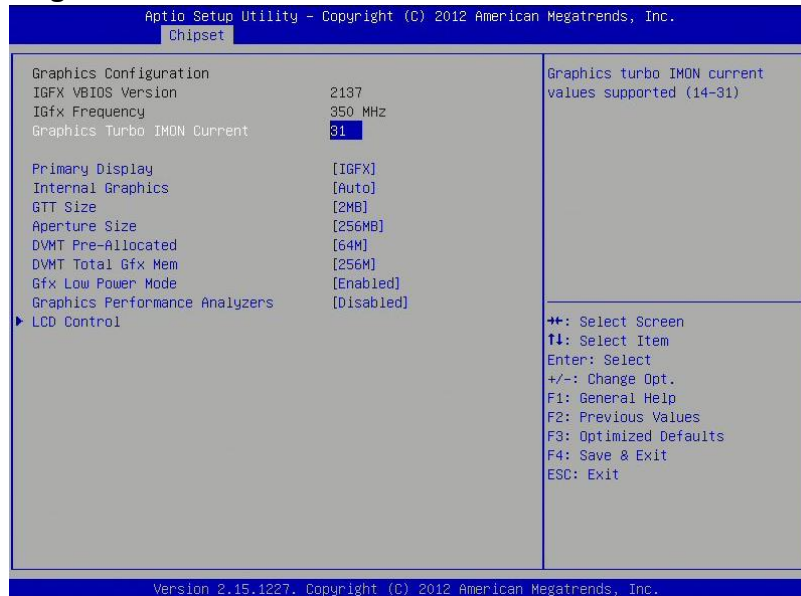 Aptio Setup Utility – Copyright (C) 2012 American Megatrends, Inc.
Chipset
Graphics Configuration
IGFX VBIOS Version 2137
IGfx Frequency 350 MHz
Graphics Turbo IMON Current 31
Primary Display [IGFX]
Internal Graphics [Auto]
GTT Size [2MB]
Aperture Size [256MB]
DVMT Pre-Allocated [64M]
DVMT Total Gfx Mem [256M]
Gfx Low Power Mode [Enabled]
Graphics Performance Analyzers [Disabled]
LCD Control
Graphics turbo IMON current
values supported (14-31)
→←: Select Screen
↑↓: Select Item
Enter: Select
+/-: Change Opt.
F1: General Help
F2: Previous Values
F3: Optimized Defaults
F4: Save & Exit
ESC: Exit
Version 2.15.1227. Copyright (C) 2012 American Megatrends, Inc.